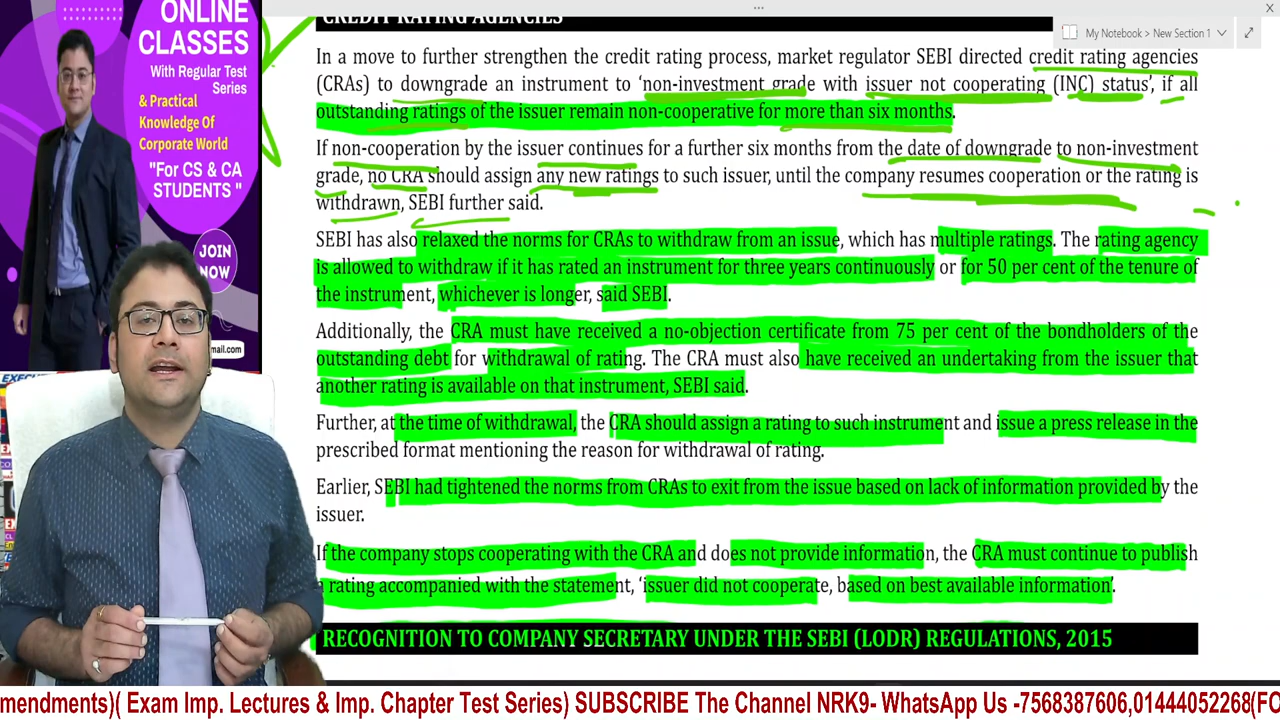 ONLINE
CLASSES
With Regular Test
Series
& Practical
Knowledge Of
Corporate World
"For CS & CA
STUDENTS "
JOIN
NOW
mail.com
CREDIT RATING AGENCIES
My Notebook > New Section 1
In a move to further strengthen the credit rating process, market regulator SEBI directed credit rating agencies
(CRAs) to downgrade an instrument to ‘non-investment grade with issuer not cooperating (INC) status’, if all
outstanding ratings of the issuer remain non-cooperative for more than six months.
If non-cooperation by the issuer continues for a further six months from the date of downgrade to non-investment
grade, no CRA should assign any new ratings to such issuer, until the company resumes cooperation or the rating is
withdrawn, SEBI further said.
SEBI has also relaxed the norms for CRAs to withdraw from an issue, which has multiple ratings. The rating agency
is allowed to withdraw if it has rated an instrument for three years continuously or for 50 per cent of the tenure of
the instrument, whichever is longer, said SEBI.
Additionally, the CRA must have received a no-objection certificate from 75 per cent of the bondholders of the
outstanding debt for withdrawal of rating. The CRA must also have received an undertaking from the issuer that
another rating is available on that instrument, SEBI said.
Further, at the time of withdrawal, the CRA should assign a rating to such instrument and issue a press release in the
prescribed format mentioning the reason for withdrawal of rating.
Earlier, SEBI had tightened the norms from CRAs to exit from the issue based on lack of information provided by the
issuer.
If the company stops cooperating with the CRA and does not provide information, the CRA must continue to publish
rating accompanied with the statement, ‘issuer did not cooperate, based on best available information’.
RECOGNITION TO COMPANY SECRETARY UNDER THE SEBI (LODR) REGULATIONS, 2015
mendments)( Exam Imp. Lectures & Imp. Chapter Test Series) SUBSCRIBE The Channel NRK9- WhatsApp Us -7568387606,01444052268(FO